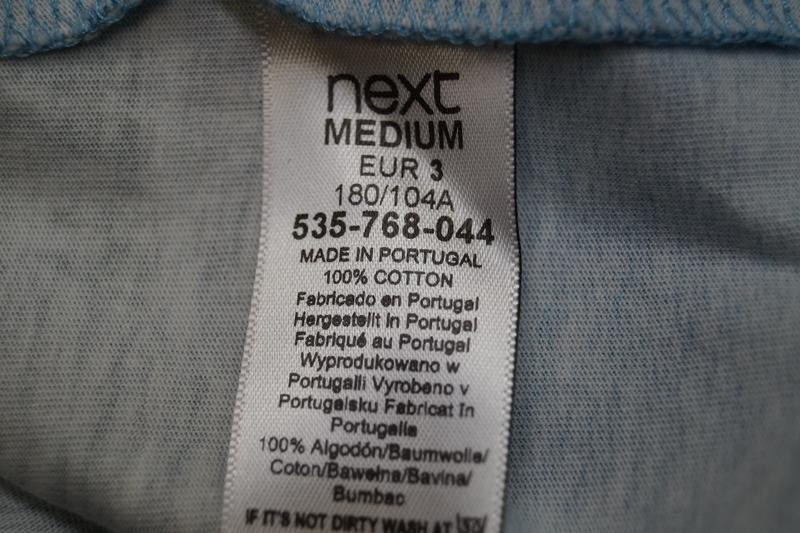 next
MEDIUM
EUR 3
180/104A
535-768-044
MADE IN PORTUGAL
100% COTTON
Fabricado en Portugal
Hergestellt in Portugal
Fabriqué au Portugal
Wyprodukowano w
Portugalii Vyrobeno v
Portugalsku Fabricat în
Portugalia
100% Algodón/Baumwolle/
Coton/Bawełna/Bavlna/
Bumbac
IF IT'S NOT DIRTY WASH AT